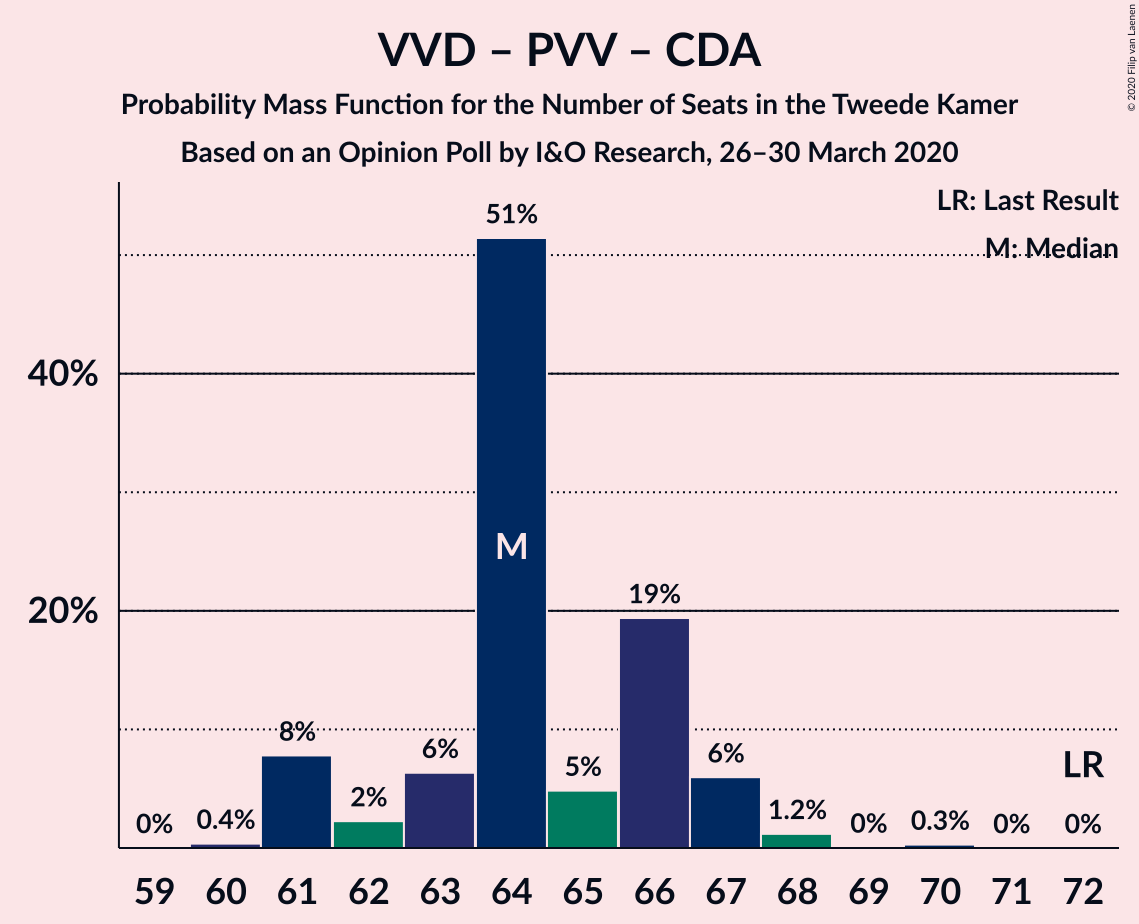 VVD – PVV – CDA
Probability Mass Function for the Number of Seats in the Tweede Kamer
Based on an Opinion Poll by I&O Research, 26–30 March 2020
© 2020 Filip van Laenen
LR: Last Result
M: Median
40%
20%
0%
0.4%
8%
2%
6%
51%
M
5%
19%
6%
1.2%
0%
0.3%
0%
LR
0%
59 60 61 62 63 64 65 66 67 68 69 70 71 72